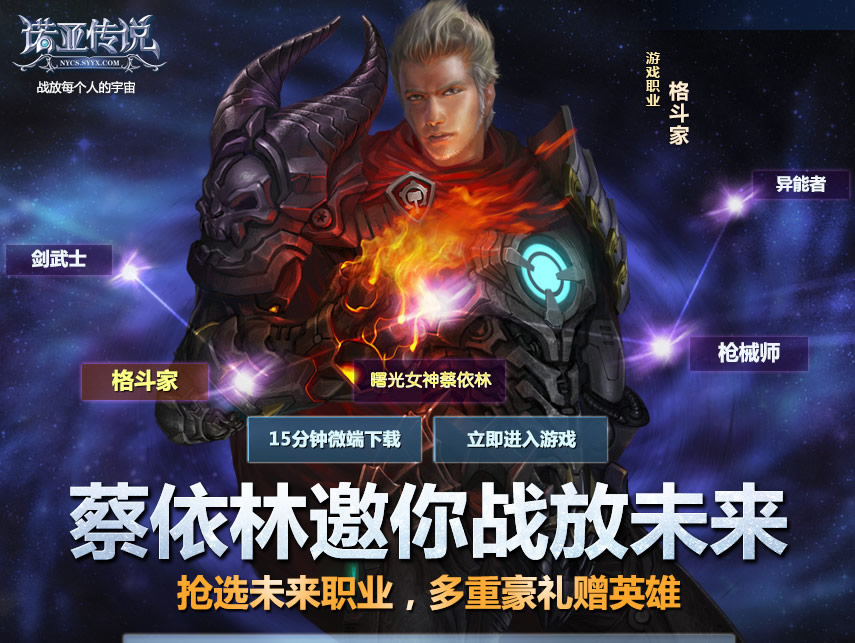 诺亚传说
NYCS.SYYX.COM
战放每个人的宇宙
游戏职业
格斗家
异能者
剑武士
枪械师
格斗家
曙光女神蔡依林
15分钟微端下载
立即进入游戏
蔡依林邀你战放未来
抢选未来职业，多重豪礼赠英雄